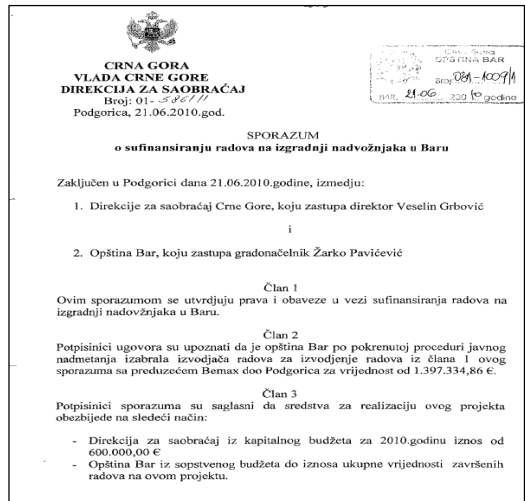 CRNA GORA
VLADA CRNE GORE
DIREKCIJA ZA SAOBRAĆAJ
Broj: 01-
Podgorica, 21.06.2010.god.
OPŠTINA BAR
Broj 031-1009/1
BAR, 21.06 2010 godine
SPORAZUM
o sufinansiranju radova na izgradnji nadvožnjaka u Baru
Zaključen u Podgorici dana 21.06.2010.godine, izmedju:
1. Direkcije za saobraćaj Crne Gore, koju zastupa direktor Veselin Grbović
i
2. Opština Bar, koju zastupa gradonačelnik Žarko Pavićević
Član 1
Ovim sporazumom se utvrdjuju prava i obaveze u vezi sufinansiranja radova na
izgradnji nadovžnjaka u Baru.
Član 2
Potpisinici ugovora su upoznati da je opština Bar po pokrenutoj proceduri javnog
nadmetanja izabrala izvodjača radova za izvodjenje radova iz člana 1 ovog
sporazuma sa preduzećem Bemax doo Podgorica za vrijednost od 1.397.334,86 €.
Član 3
Potpisinici sporazuma su saglasni da sredstva za realizaciju ovog projekta
obezbijede na sledeći način:
- Direkcija za saobraćaj iz kapitalnog budžeta za 2010.godinu iznos od
600.000,00 €
- Opština Bar iz sopstvenog budžeta do iznosa ukupne vrijednosti završenih
radova na ovom projektu.